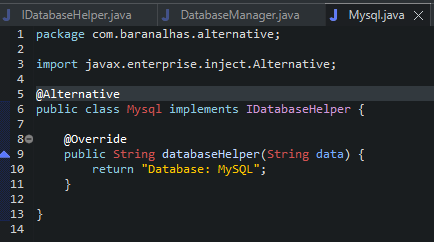 IDatabaseHelper.java DatabaseManager.java Mysql.java
1 package com.baranalhas.alternative;
2
3 import javax.enterprise.inject.Alternative;
4
5 @Alternative
6 public class Mysql implements IDatabaseHelper {
7
8 @Override
9 public String databaseHelper(String data) {
10 return "Database: MySQL";
11 }
12
13 }
14